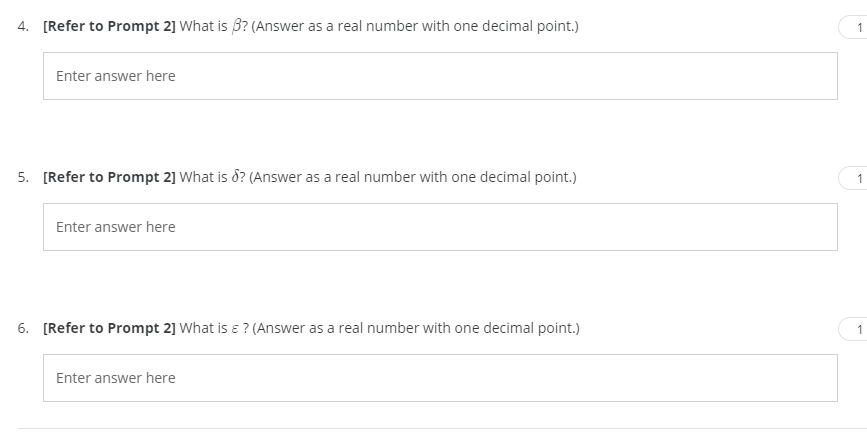 4. [Refer to Prompt 2] What is β? (Answer as a real number with one decimal point.) 1
Enter answer here
5. [Refer to Prompt 2] What is δ? (Answer as a real number with one decimal point.) 1
Enter answer here
6. [Refer to Prompt 2] What is ε ? (Answer as a real number with one decimal point.) 1
Enter answer here